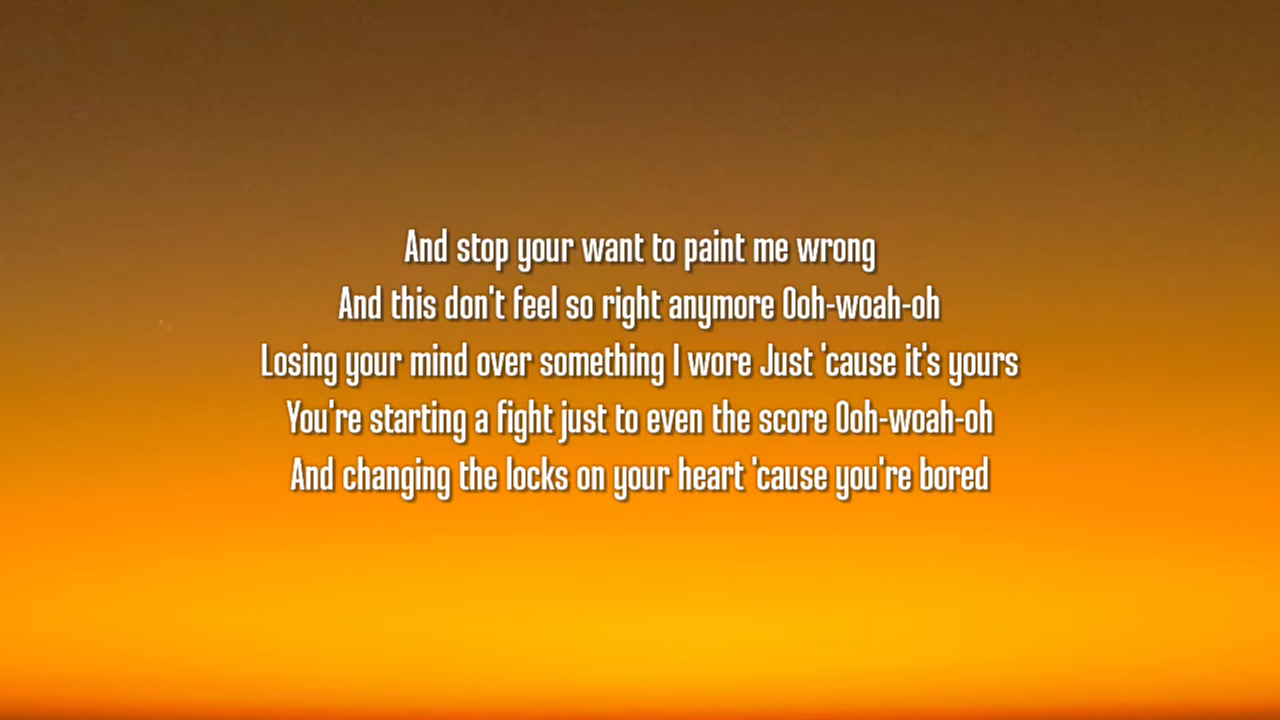 And stop your want to paint me wrong
And this don't feel so right anymore Ooh-woah-oh
Losing your mind over something I wore Just 'cause it's yours
You're starting a fight just to even the score Ooh-woah-oh
And changing the locks on your heart 'cause you're bored